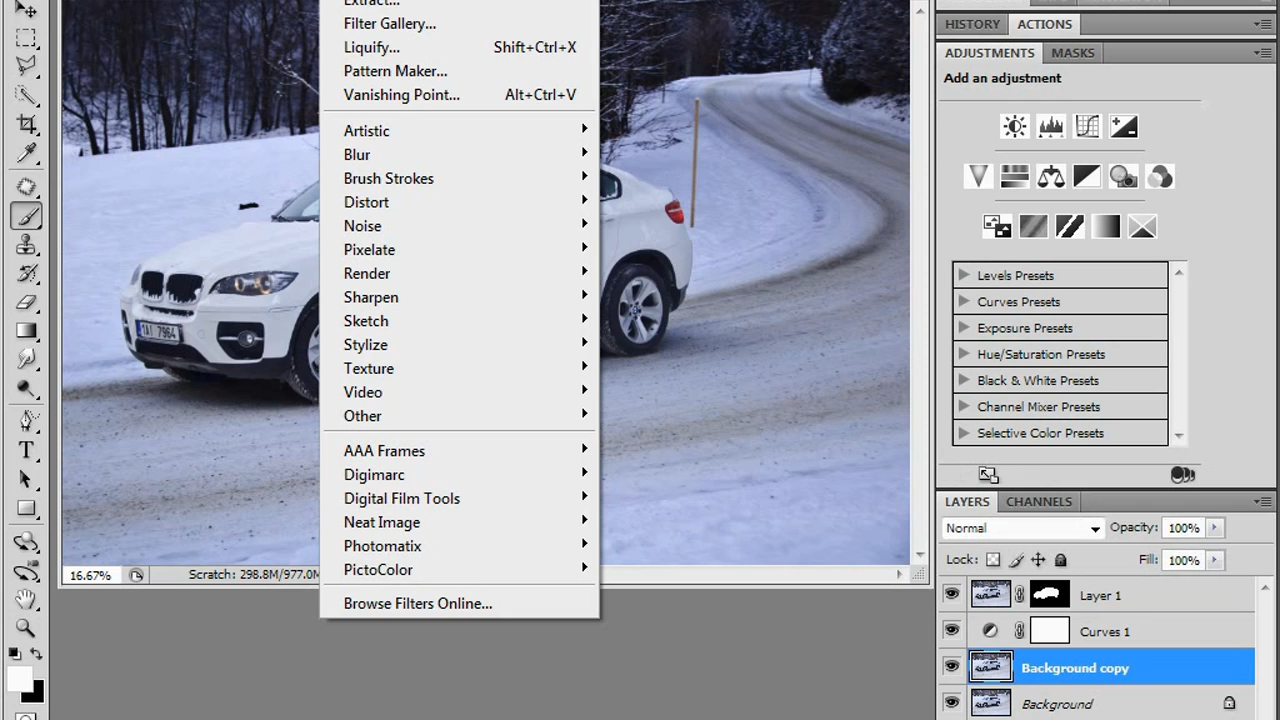 Extract...
Filter Gallery...
Liquify... Shift+Ctrl+X
Pattern Maker...
Vanishing Point... Alt+Ctrl+V
Artistic
Blur
Brush Strokes
Distort
Noise
Pixelate
Render
Sharpen
Sketch
Stylize
Texture
Video
Other
AAA Frames
Digimarc
Digital Film Tools
Neat Image
Photomatix
PictoColor
Browse Filters Online...
1AI 7964
16.67% Scratch: 298.8M/977.0M
HISTORY ACTIONS
ADJUSTMENTS MASKS
Add an adjustment
Levels Presets
Curves Presets
Exposure Presets
Hue/Saturation Presets
Black & White Presets
Channel Mixer Presets
Selective Color Presets
LAYERS CHANNELS
Normal Opacity: 100%
Lock: Fill: 100%
Layer 1
Curves 1
Background copy
Background